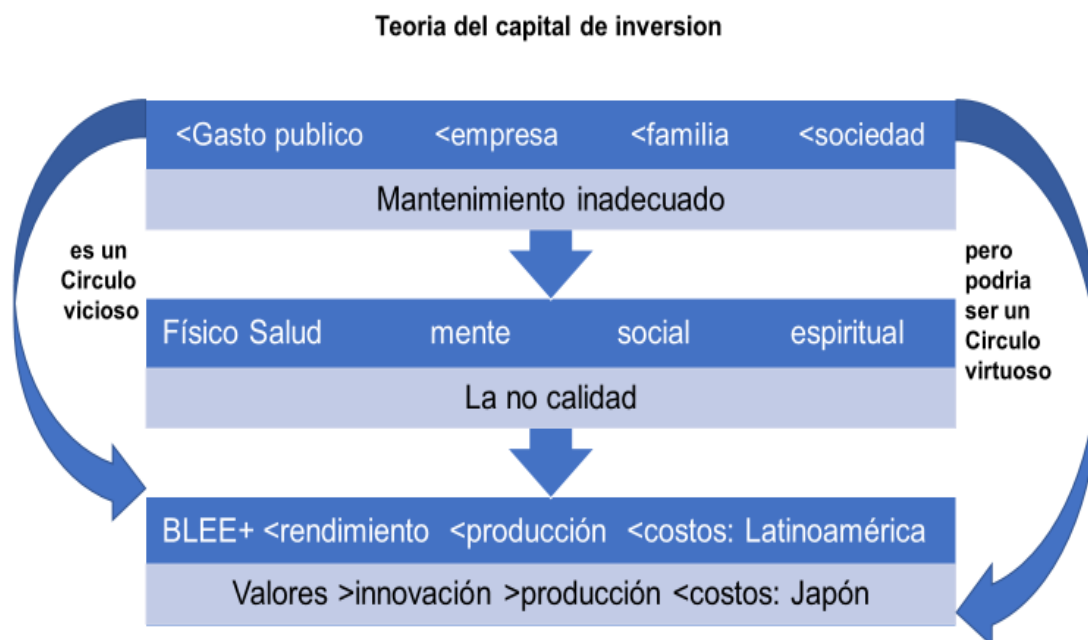 Teoria del capital de inversion
<Gasto publico <empresa <familia <sociedad
Mantenimiento inadecuado
es un
Circulo
vicioso
pero
podria
ser un
Circulo
virtuoso
Físico Salud mente social espiritual
La no calidad
BLEE+ <rendimiento <producción <costos: Latinoamérica
Valores >innovación >producción <costos: Japón